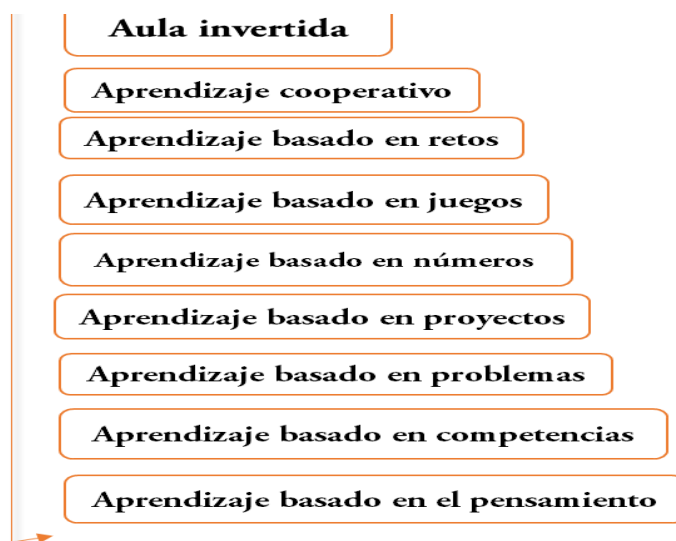 Aula invertida
Aprendizaje cooperativo
Aprendizaje basado en retos
Aprendizaje basado en juegos
Aprendizaje basado en números
Aprendizaje basado en proyectos
Aprendizaje basado en problemas
Aprendizaje basado en competencias
Aprendizaje basado en el pensamiento